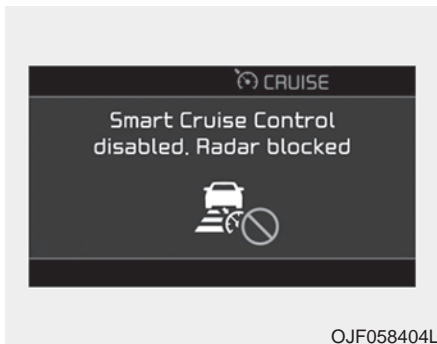 CRUISE
Smart Cruise Control
disabled, Radar blocked
OJF058404L